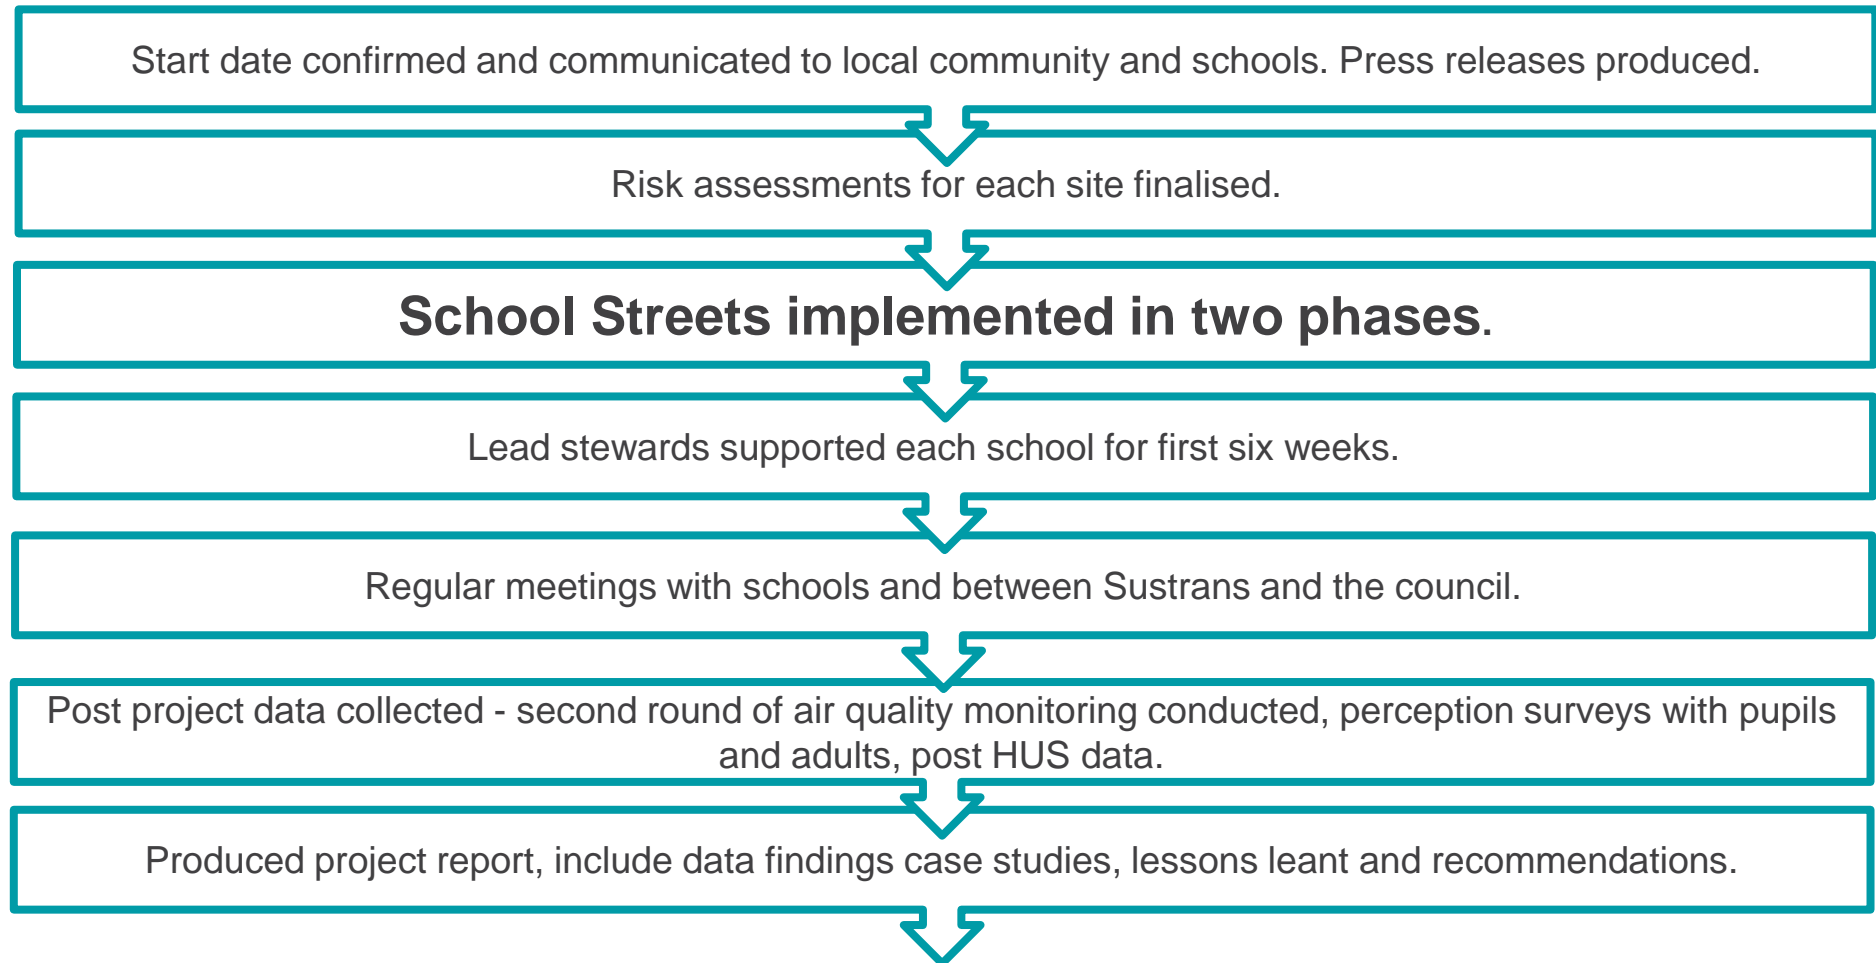 Start date confirmed and communicated to local community and schools. Press releases produced.
Risk assessments for each site finalised.
School Streets implemented in two phases.
Lead stewards supported each school for first six weeks.
Regular meetings with schools and between Sustrans and the council.
Post project data collected - second round of air quality monitoring conducted, perception surveys with pupils
and adults, post HUS data.
Produced project report, include data findings case studies, lessons leant and recommendations.